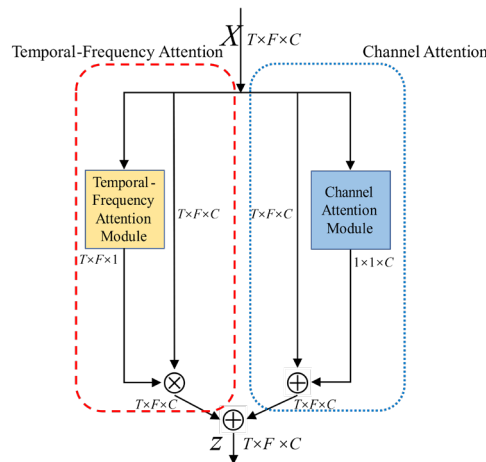 X T×F×C
Temporal-Frequency Attention
Channel Attention
Temporal-
Frequency
Attention
Module
Channel
Attention
Module
T×F×C
T×F×C
T×F×1
1×1×C
⊗
⊕
T×F×C
T×F×C
⊕
z T×F×C